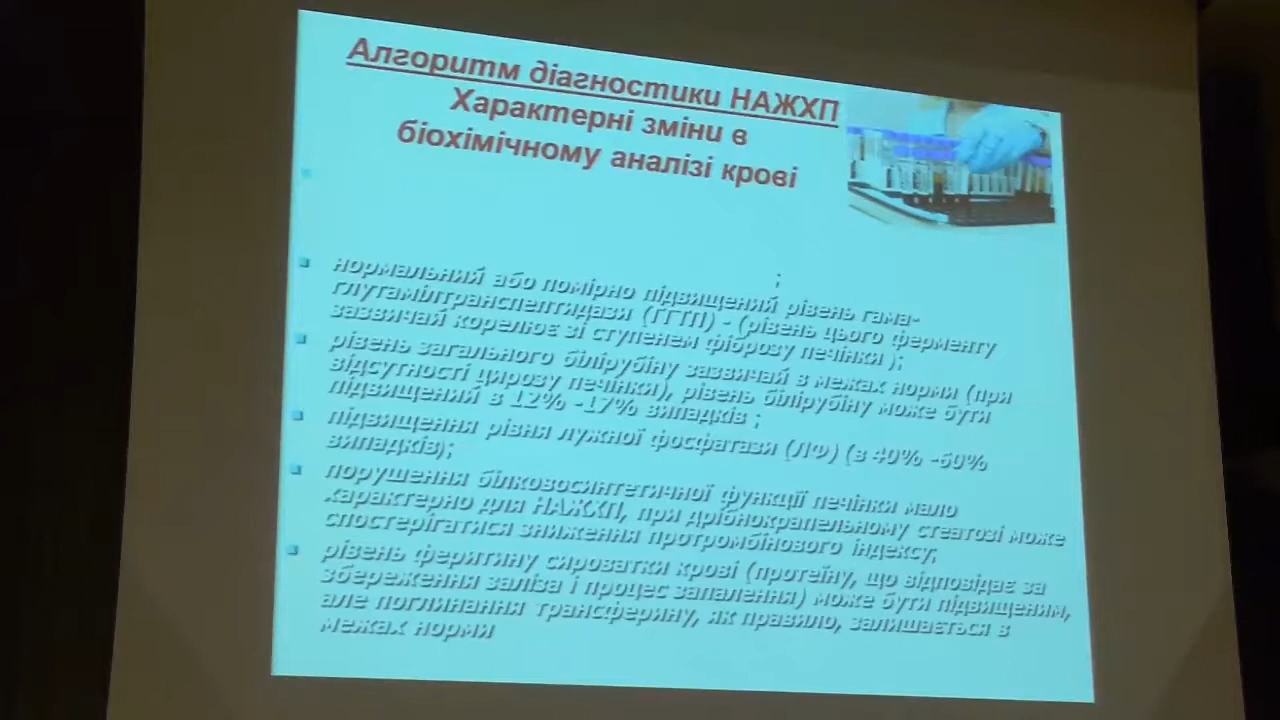 Алгоритм діагностики НАЖХП
Характерні зміни в
біохімічному аналізі крові
;
нормальний або помірно підвищений рівень гама-
глутамілтранспептидази (ГГТП) - (рівень цього ферменту
зазвичай корелює зі ступенем фіброзу печінки );
рівень загального білірубіну зазвичай в межах норми (при
відсутності цирозу печінки), рівень білірубіну може бути
підвищений в 12% -17% випадків ;
підвищення рівня лужної фосфатази (ЛФ) (в 40% -60%
випадків);
порушення білковосинтетичної функції печінки мало
характерно для НАЖХП, при дрібнокрапельному стеатозі може
спостерігатися зниження протромбінового індексу;
рівень феритину сироватки крові (протеїну, що відповідає за
збереження заліза і процес запалення) може бути підвищеним,
але поглинання трансферину, як правило, залишається в
межах норми